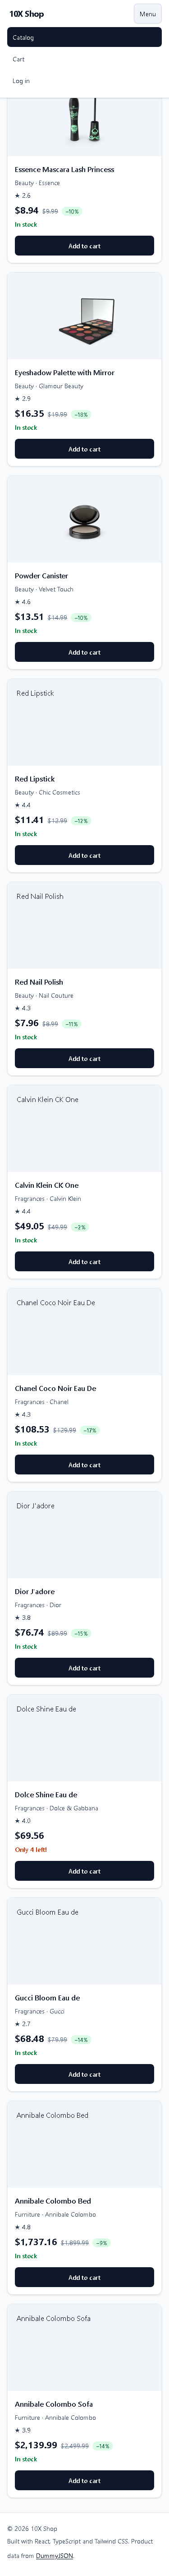 10X Shop
Menu
Catalog
Cart
Log in
Essence Mascara Lash Princess
Beauty · Essence
★ 2.6
$8.94 $9.99 -10%
In stock
Add to cart
Eyeshadow Palette with Mirror
Beauty · Glamour Beauty
★ 2.9
$16.35 $19.99 -18%
In stock
Add to cart
Powder Canister
Beauty · Velvet Touch
★ 4.6
$13.51 $14.99 -10%
In stock
Add to cart
Red Lipstick
Red Lipstick
Beauty · Chic Cosmetics
★ 4.4
$11.41 $12.99 -12%
In stock
Add to cart
Red Nail Polish
Red Nail Polish
Beauty · Nail Couture
★ 4.3
$7.96 $8.99 -11%
In stock
Add to cart
Calvin Klein CK One
Calvin Klein CK One
Fragrances · Calvin Klein
★ 4.4
$49.05 $49.99 -2%
In stock
Add to cart
Chanel Coco Noir Eau De
Chanel Coco Noir Eau De
Fragrances · Chanel
★ 4.3
$108.53 $129.99 -17%
In stock
Add to cart
Dior J'adore
Dior J'adore
Fragrances · Dior
★ 3.8
$76.74 $89.99 -15%
In stock
Add to cart
Dolce Shine Eau de
Dolce Shine Eau de
Fragrances · Dolce & Gabbana
★ 4.0
$69.56
Only 4 left!
Add to cart
Gucci Bloom Eau de
Gucci Bloom Eau de
Fragrances · Gucci
★ 2.7
$68.48 $79.99 -14%
In stock
Add to cart
Annibale Colombo Bed
Annibale Colombo Bed
Furniture · Annibale Colombo
★ 4.8
$1,737.16 $1,899.99 -9%
In stock
Add to cart
Annibale Colombo Sofa
Annibale Colombo Sofa
Furniture · Annibale Colombo
★ 3.9
$2,139.99 $2,499.99 -14%
In stock
Add to cart
© 2026 10X Shop
Built with React, TypeScript and Tailwind CSS. Product
data from DummyJSON.